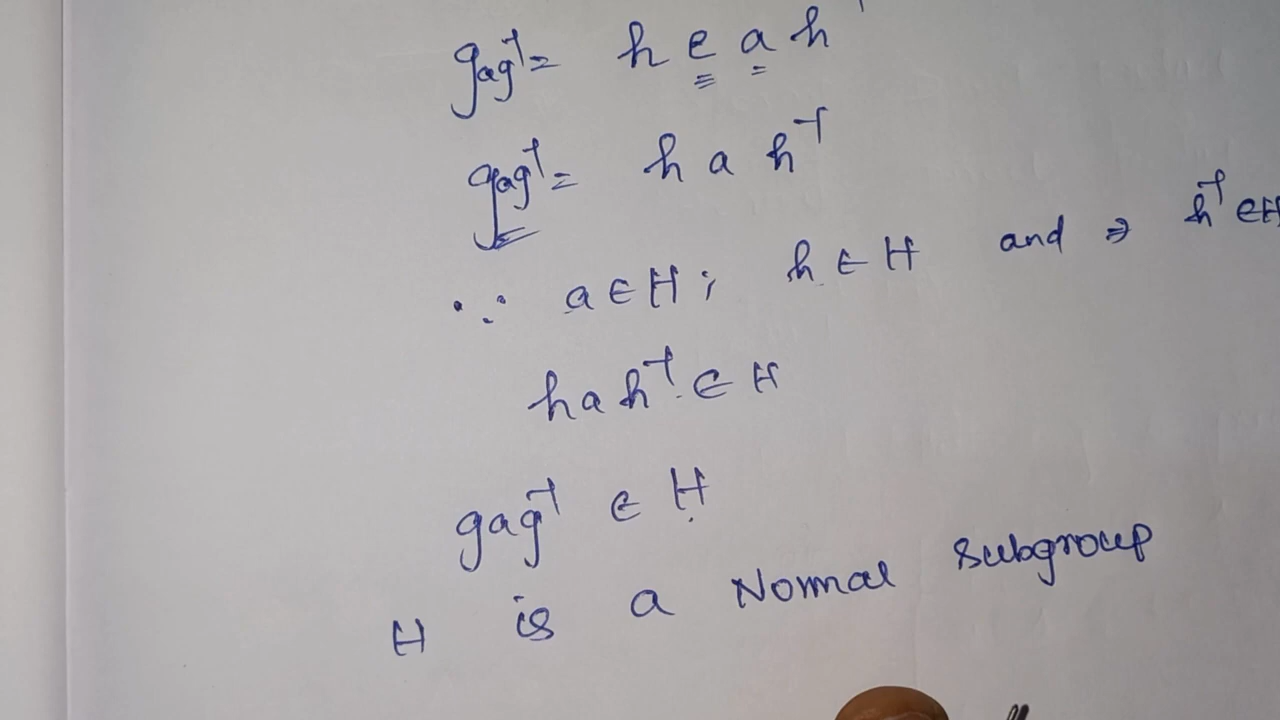 gag⁻¹ = h e a h⁻¹
gag⁻¹ = h a h⁻¹
∵ a ∈ H ; h ∈ H and ⇒ h⁻¹ ∈ H
h a h⁻¹ ∈ H
gag⁻¹ ∈ H
H is a Normal Subgroup